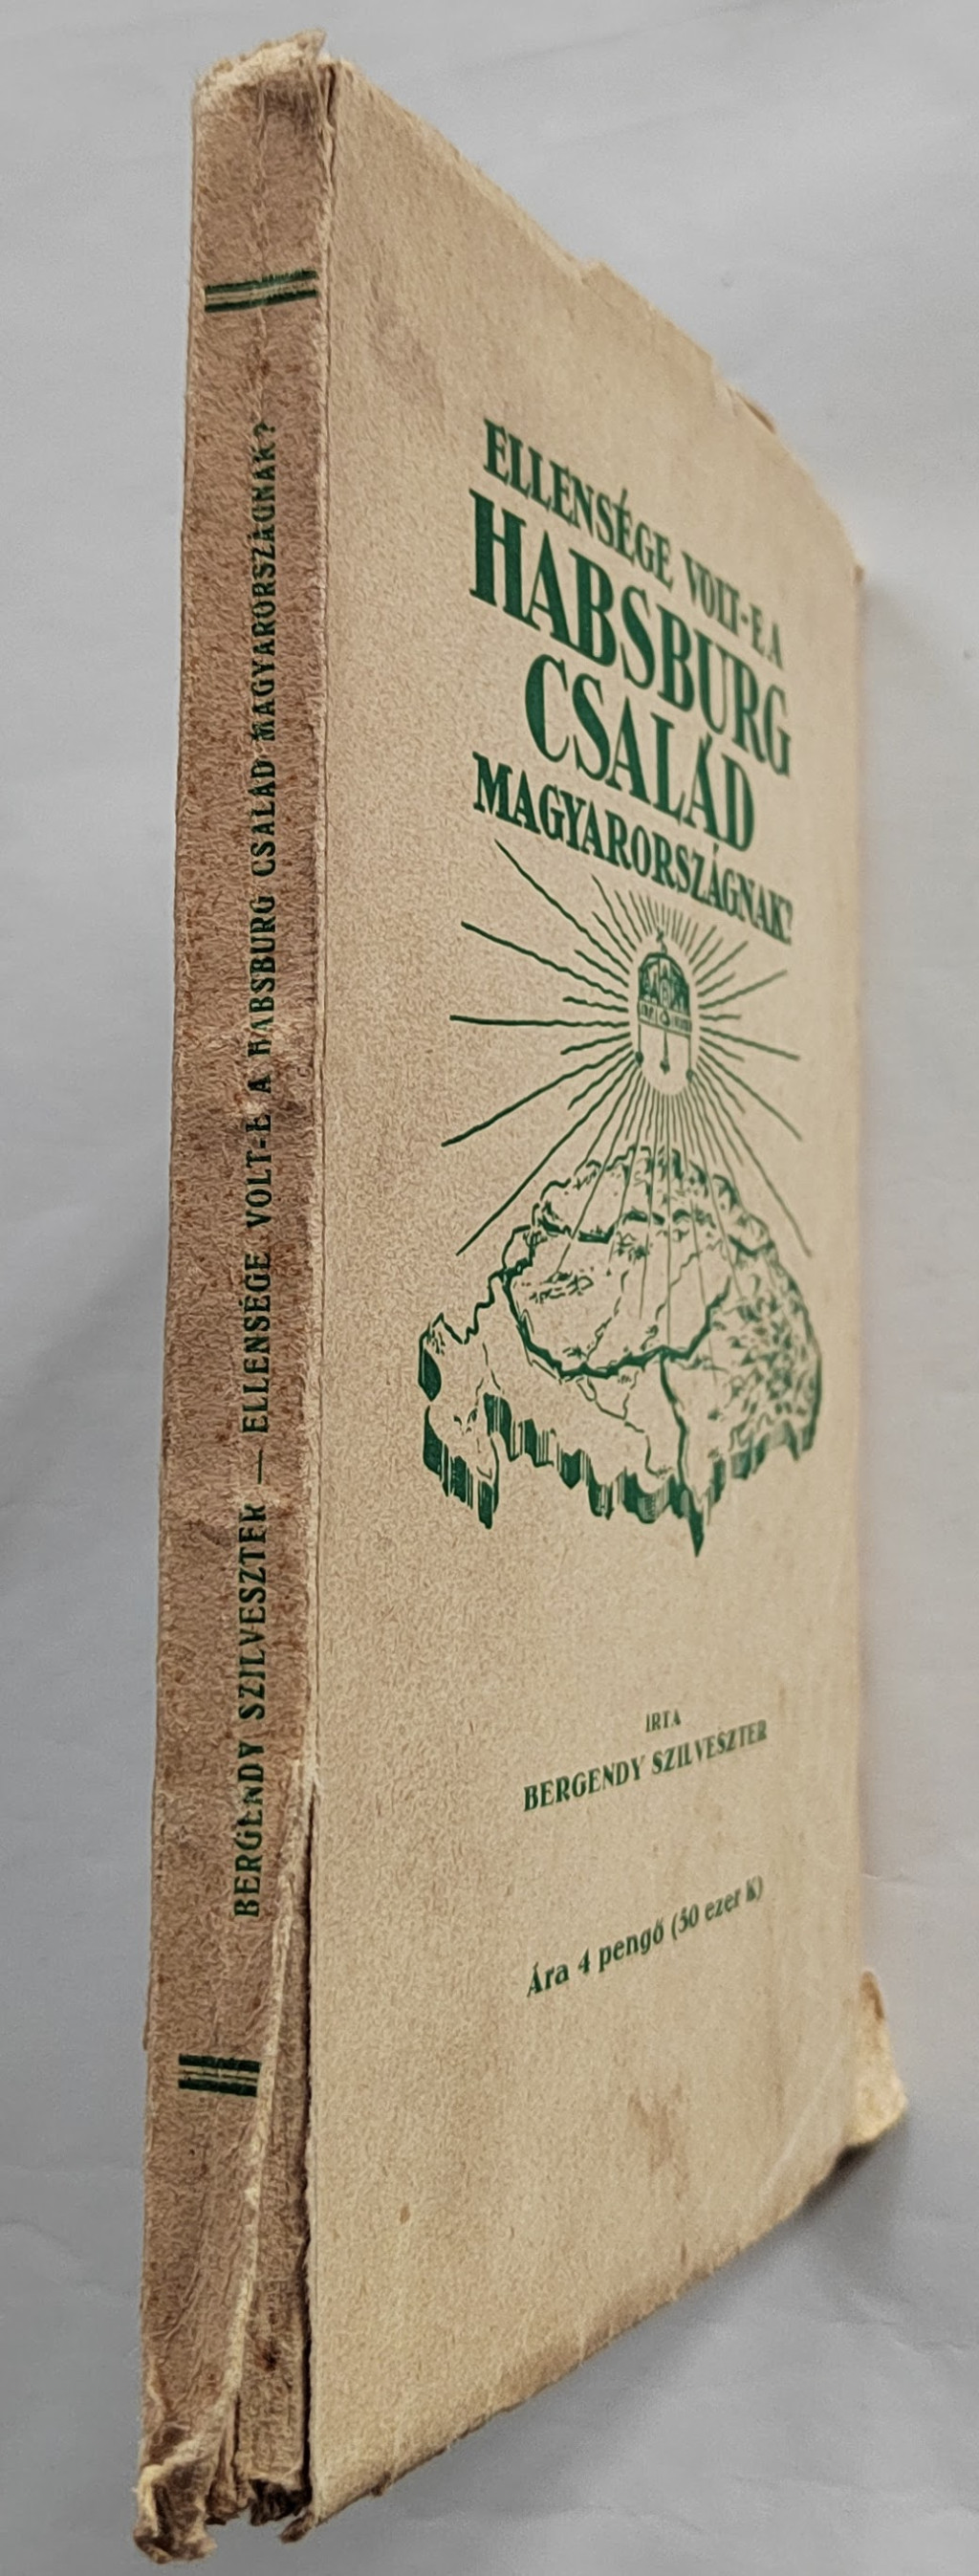 BERGENDY SZILVESZTER — ELLENSÉGE VOLT-E A HABSBURG CSALÁD MAGYARORSZÁGNAK?
ELLENSÉGE VOLT-E A
HABSBURG
CSALÁD
MAGYARORSZÁGNAK?
IRTA
BERGENDY SZILVESZTER
Ára 4 pengő (50 ezer K)